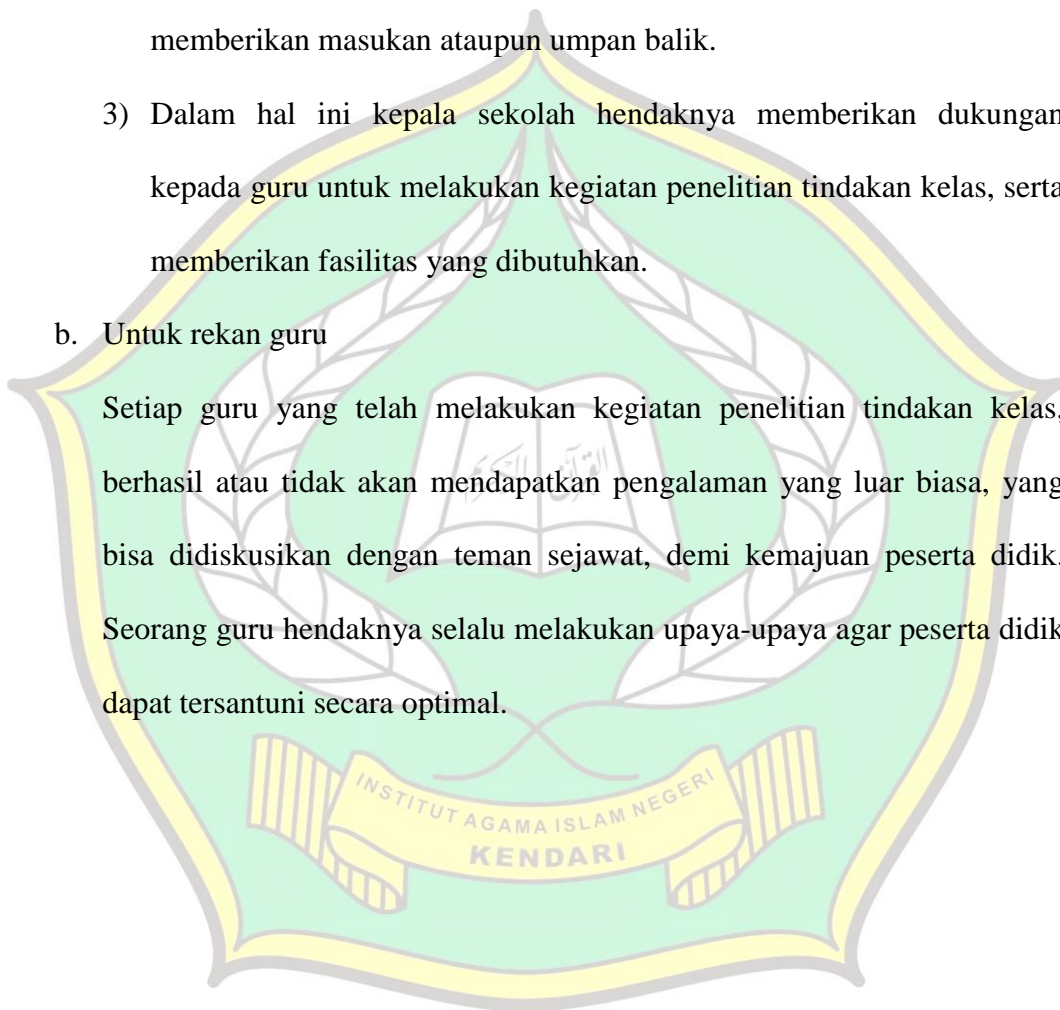 memberikan masukan ataupun umpan balik.
3) Dalam hal ini kepala sekolah hendaknya memberikan dukungan
kepada guru untuk melakukan kegiatan penelitian tindakan kelas, serta
memberikan fasilitas yang dibutuhkan.
b. Untuk rekan guru
Setiap guru yang telah melakukan kegiatan penelitian tindakan kelas,
berhasil atau tidak akan mendapatkan pengalaman yang luar biasa, yang
bisa didiskusikan dengan teman sejawat, demi kemajuan peserta didik.
Seorang guru hendaknya selalu melakukan upaya-upaya agar peserta didik
dapat tersantuni secara optimal.
القرآن الكريم
INSTITUT AGAMA ISLAM NEGERI
KENDARI